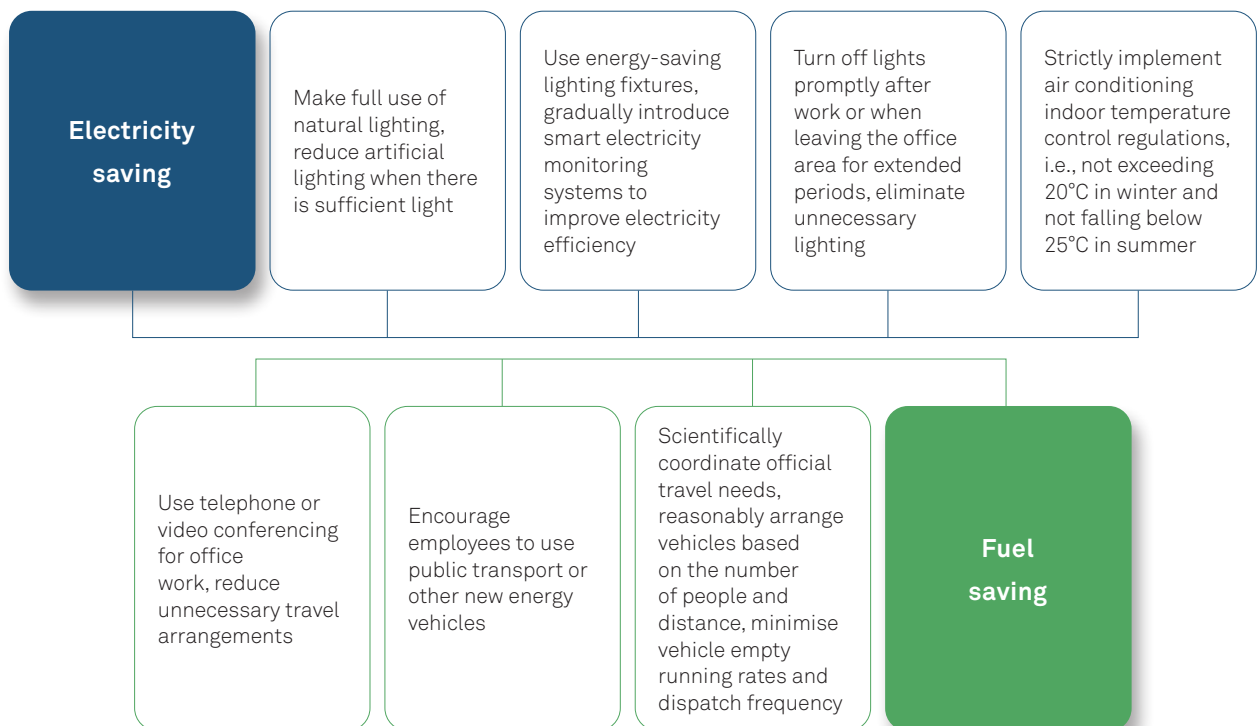 Electricity
saving
Make full use of
natural lighting,
reduce artificial
lighting when there
is sufficient light
Use energy-saving
lighting fixtures,
gradually introduce
smart electricity
monitoring
systems to
improve electricity
efficiency
Turn off lights
promptly after
work or when
leaving the office
area for extended
periods, eliminate
unnecessary
lighting
Strictly implement
air conditioning
indoor temperature
control regulations,
i.e., not exceeding
20°C in winter and
not falling below
25°C in summer
Use telephone or
video conferencing
for office
work, reduce
unnecessary travel
arrangements
Encourage
employees to use
public transport or
other new energy
vehicles
Scientifically
coordinate official
travel needs,
reasonably arrange
vehicles based
on the number
of people and
distance, minimise
vehicle empty
running rates and
dispatch frequency
Fuel
saving